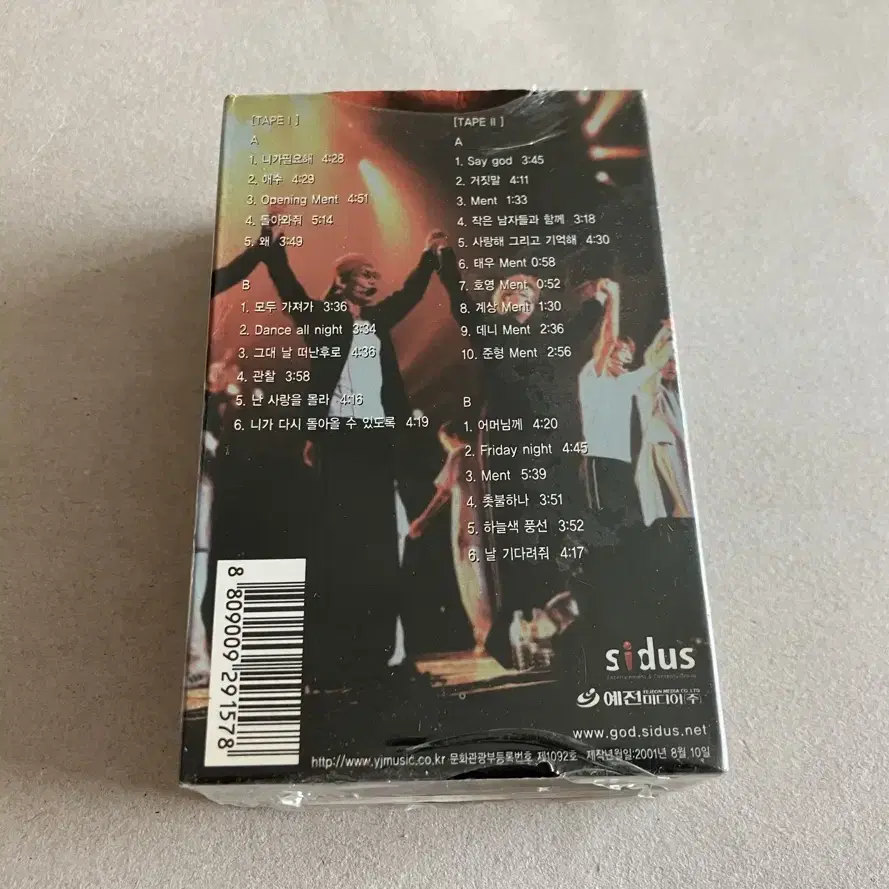 [TAPE I]
A
1. 니가필요해 4:28
2. 애수 4:29
3. Opening Ment 4:51
4. 돌아와줘 5:14
5. 왜 3:49
B
1. 모두 가져가 3:36
2. Dance all night 3:34
3. 그대 날 떠난후로 4:36
4. 관찰 3:58
5. 난 사랑을 몰라 4:16
6. 니가 다시 돌아올 수 있도록 4:19
[TAPE II]
A
1. Say god 3:45
2. 거짓말 4:11
3. Ment 1:33
4. 작은 남자들과 함께 3:18
5. 사랑해 그리고 기억해 4:30
6. 태우 Ment 0:58
7. 호영 Ment 0:52
8. 계상 Ment 1:30
9. 데니 Ment 2:36
10. 준형 Ment 2:56
B
1. 어머님께 4:20
2. Friday night 4:45
3. Ment 5:39
4. 촛불하나 3:51
5. 하늘색 풍선 3:52
6. 날 기다려줘 4:17
8 809009 291578
sidus
YEJEON MEDIA CO.,LTD
예전미디어(주)
www.god.sidus.net
http://www.yjmusic.co.kr 문화관광부등록번호 제1092호 제작년월일:2001년 8월 10일